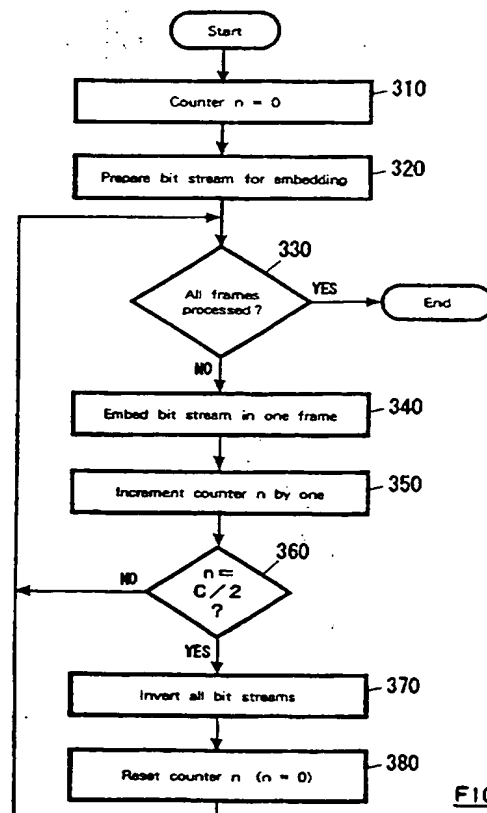 Start
Counter n = 0
310
Prepare bit stream for embedding
320
330
All frames
processed?
YES
End
NO
Embed bit stream in one frame
340
Increment counter n by one
350
360
NO
n =
C/2
?
YES
Invert all bit streams
370
Reset counter n (n = 0)
380